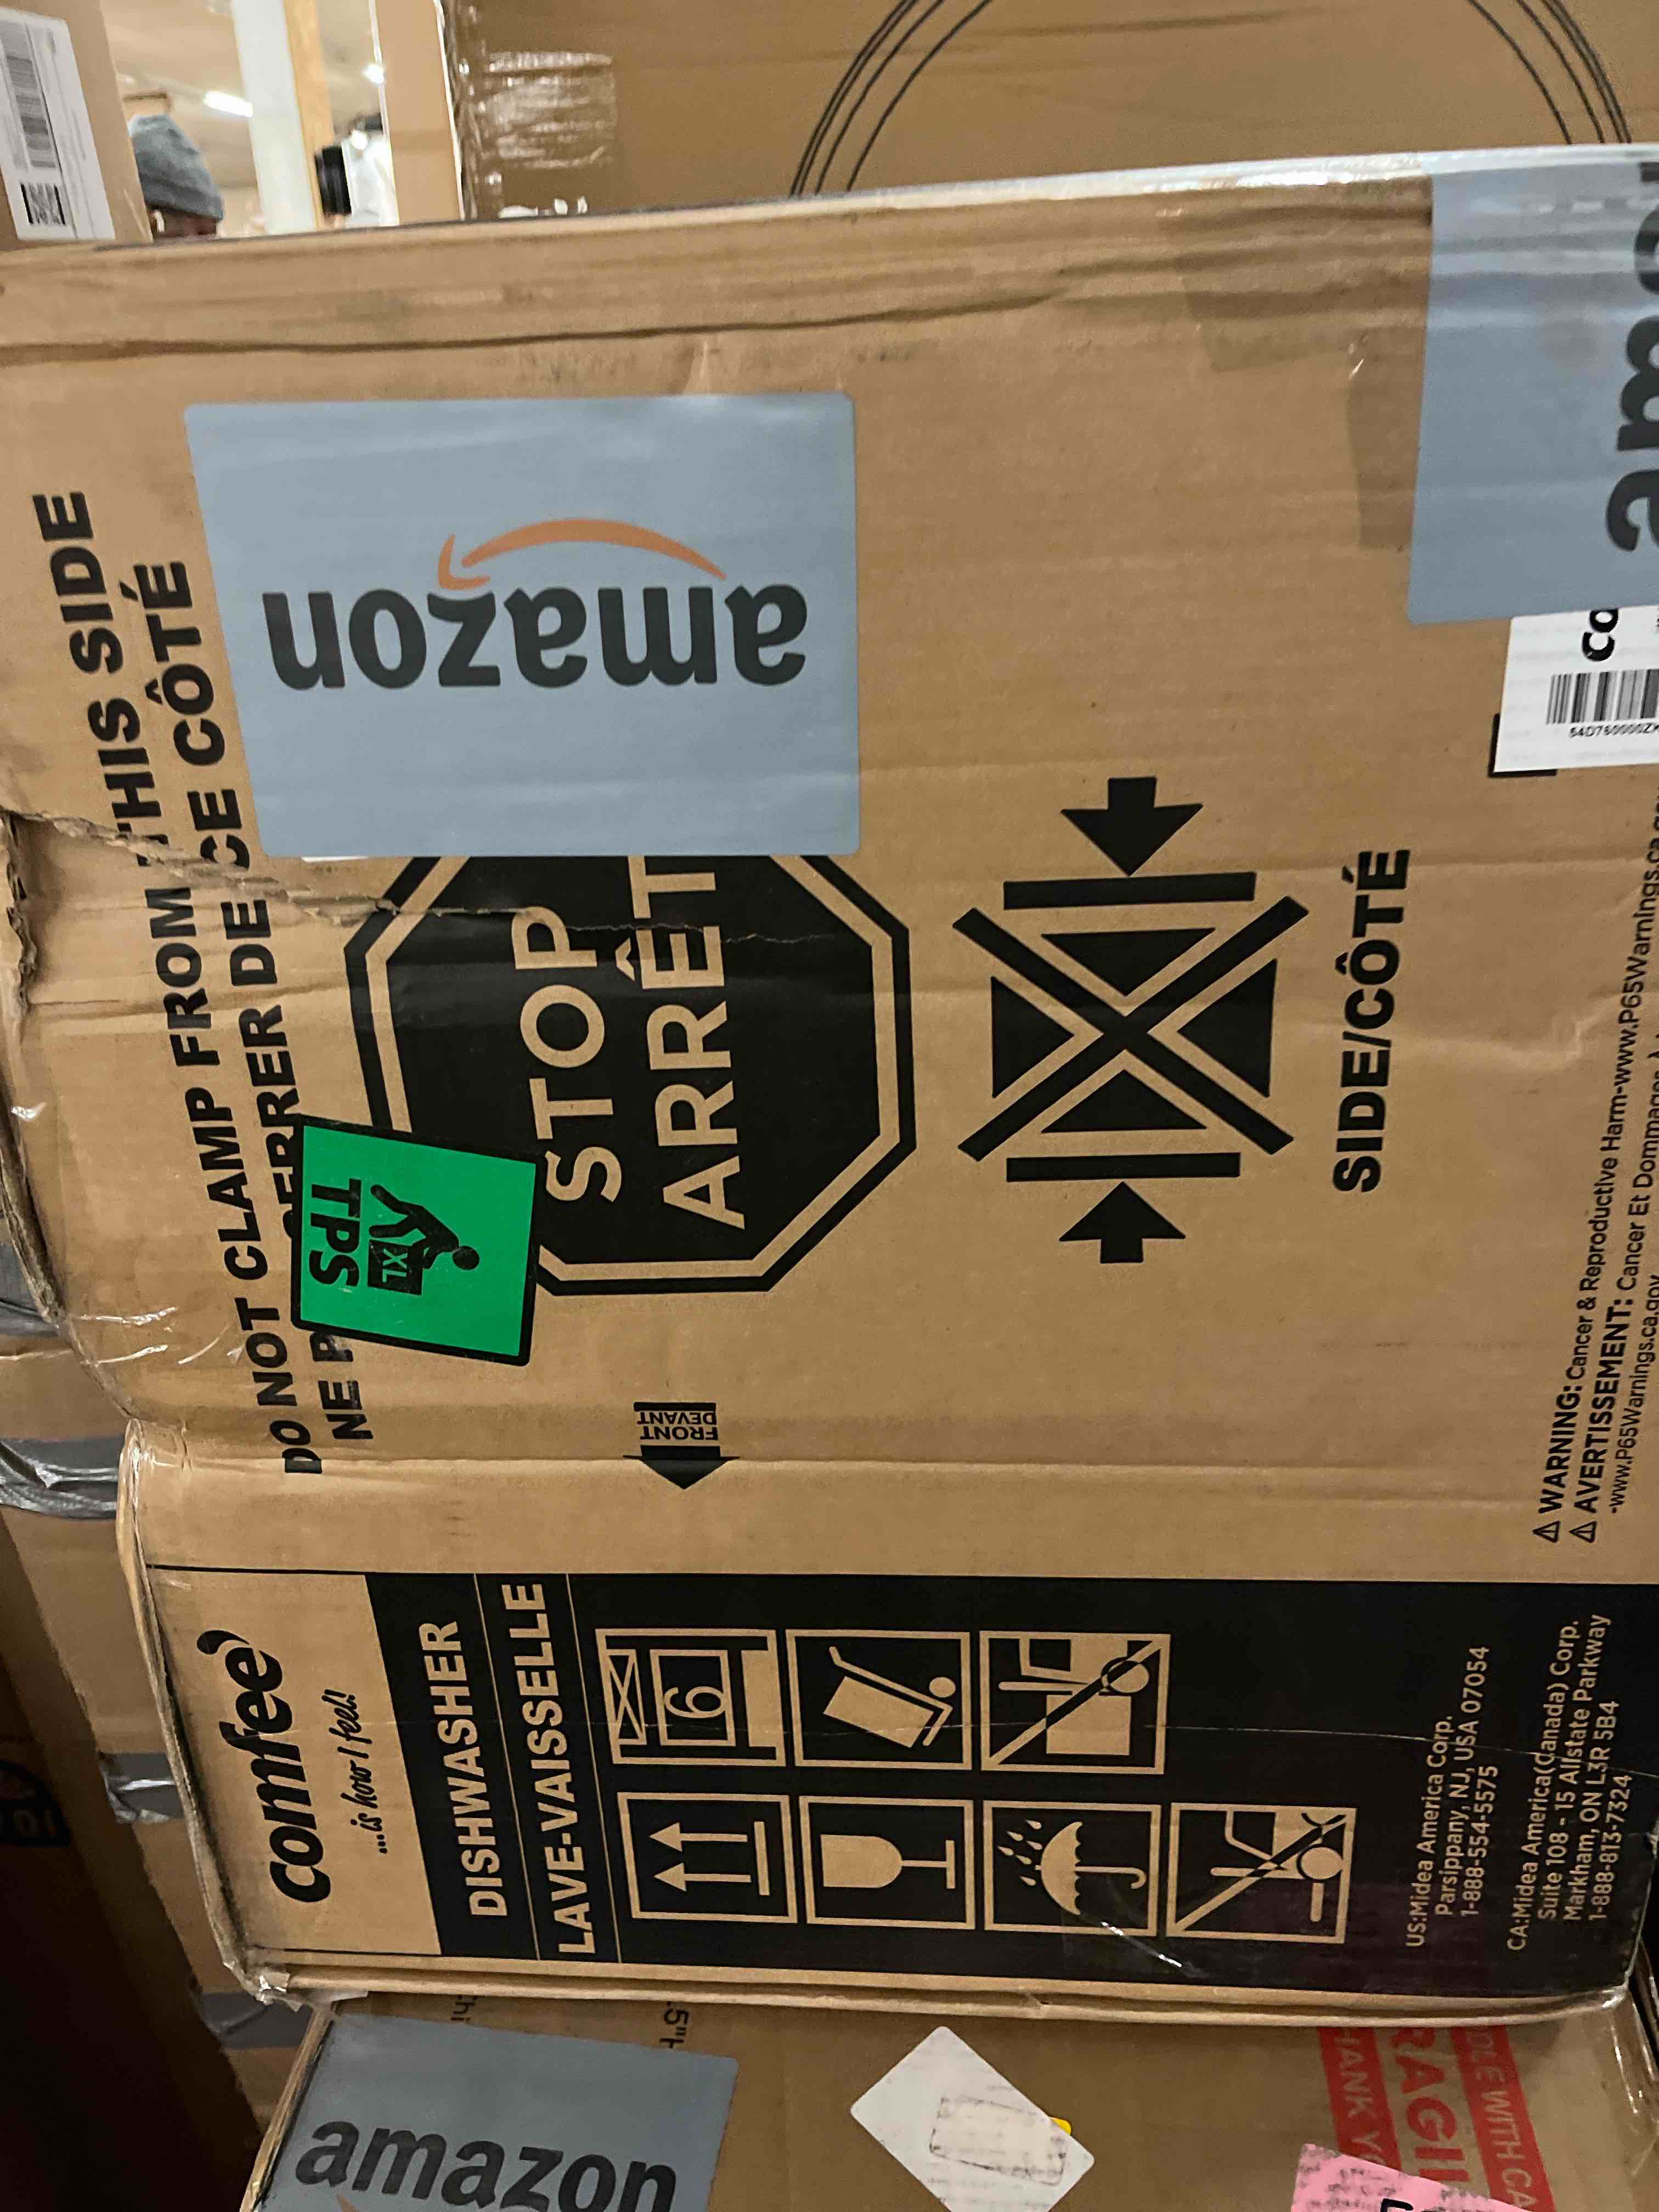 DO NOT CLAMP FROM THIS SIDE
NE SERRER DE CE CÔTÉ
amazon
TPS
XL
STOP
ARRÊT
FRONT
DEVANT
SIDE/CÔTÉ
54D760000Z
⚠ WARNING: Cancer & Reproductive Harm-www.P65Warnings.ca.
⚠ AVERTISSEMENT: Cancer Et Dommages
-www.P65Warnings.ca.gov
comfee
...is how I feel!
DISHWASHER
LAVE-VAISSELLE
6
US:Midea America Corp.
Parsippany, NJ, USA 07054
1-888-554-5575
CA:Midea America(Canada) Corp.
Suite 108 - 15 Allstate Parkway
Markham, ON L3R 5B4
1-888-813-7324
amazon
.5"H
WITH